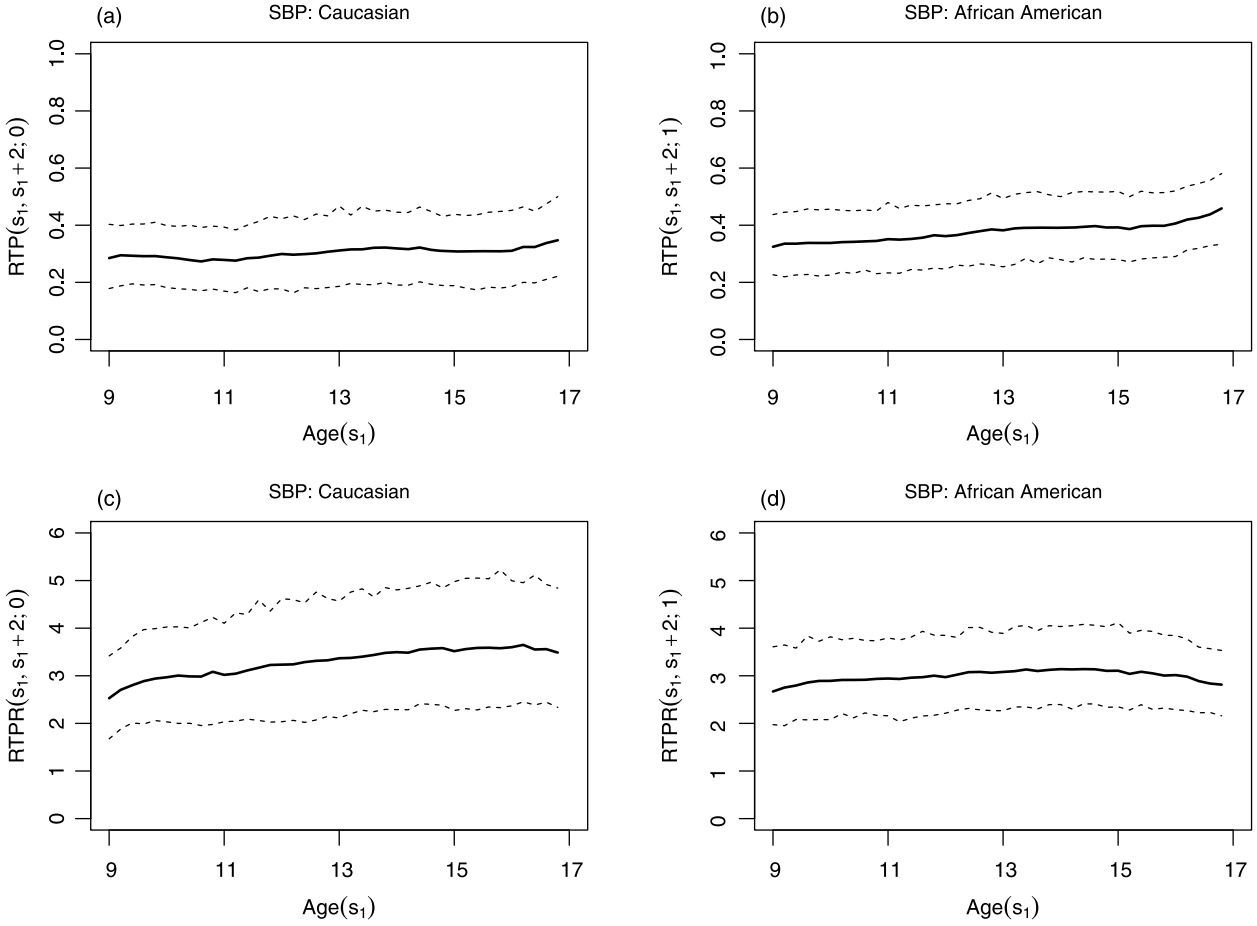 (a) SBP: Caucasian
RTP(s₁, s₁ + 2; 0)
1.0
0.8
0.6
0.4
0.2
0.0
9 11 13 15 17
Age(s₁)
(b) SBP: African American
RTP(s₁, s₁ + 2; 1)
1.0
0.8
0.6
0.4
0.2
0.0
9 11 13 15 17
Age(s₁)
(c) SBP: Caucasian
RTPR(s₁, s₁ + 2; 0)
6
5
4
3
2
1
0
9 11 13 15 17
Age(s₁)
(d) SBP: African American
RTPR(s₁, s₁ + 2; 1)
6
5
4
3
2
1
0
9 11 13 15 17
Age(s₁)